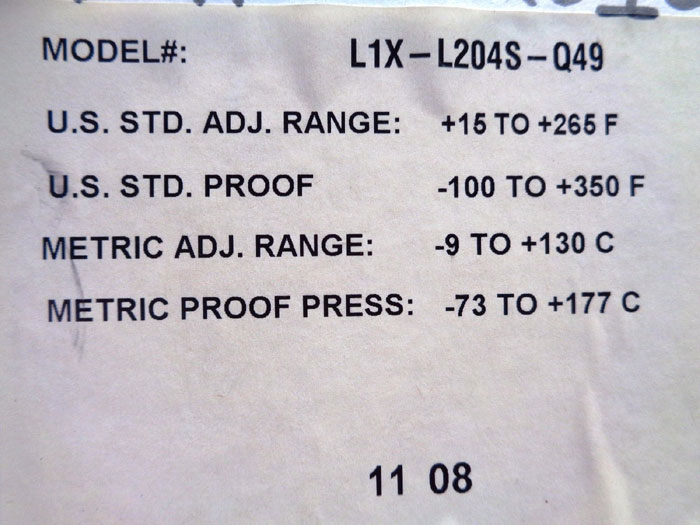 MODEL#: L1X-L204S-Q49
U.S. STD. ADJ. RANGE: +15 TO +265 F
U.S. STD. PROOF -100 TO +350 F
METRIC ADJ. RANGE: -9 TO +130 C
METRIC PROOF PRESS: -73 TO +177 C
11 08